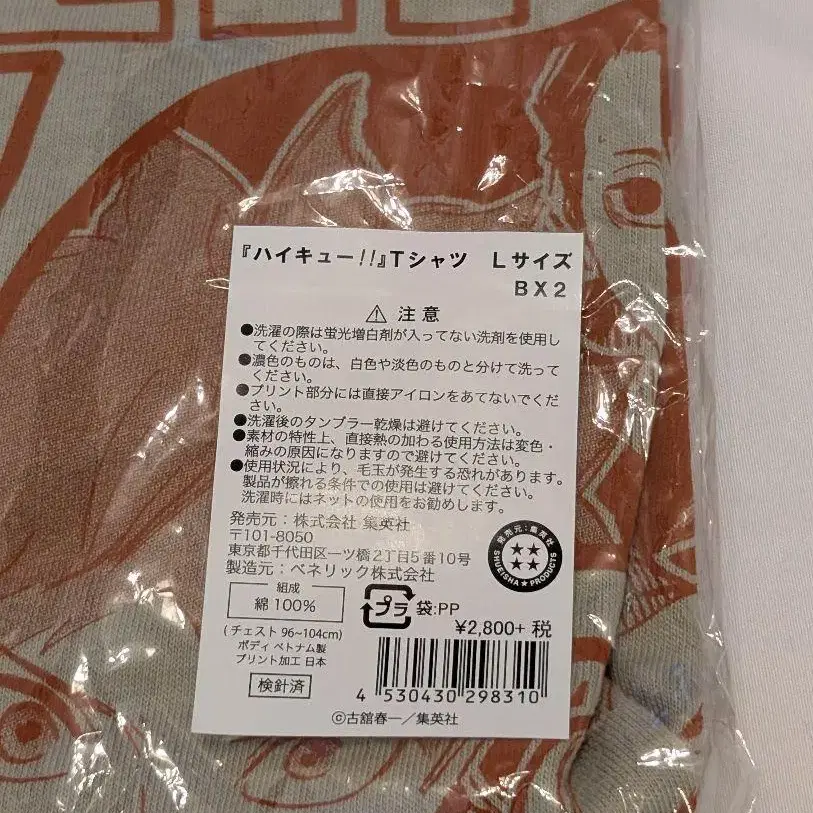 『ハイキュー!!』Tシャツ Lサイズ
BX2
⚠ 注意
●洗濯の際は蛍光増白剤が入ってない洗剤を使用し
てください。
●濃色のものは、白色や淡色のものと分けて洗って
ください。
●プリント部分には直接アイロンをあてないでくだ
さい。
●洗濯後のタンブラー乾燥は避けてください。
●素材の特性上、直接熱の加わる使用方法は変色・
縮みの原因になりますので避けてください。
●使用状況により、毛玉が発生する恐れがあります。
製品が擦れる条件での使用は避けてください。
洗濯時にはネットの使用をお勧めします。
発売元:株式会社 集英社
〒101-8050
東京都千代田区一ツ橋2丁目5番10号
製造元:ベネリック株式会社
発売元:集英社
SHUEISHA★PRODUCTS
組成
綿100%
プラ 袋:PP
¥2,800+ 税
(チェスト 96~104cm)
ボディ ベトナム製
プリント加工 日本
検針済
4 530430 298310
©古舘春一/集英社